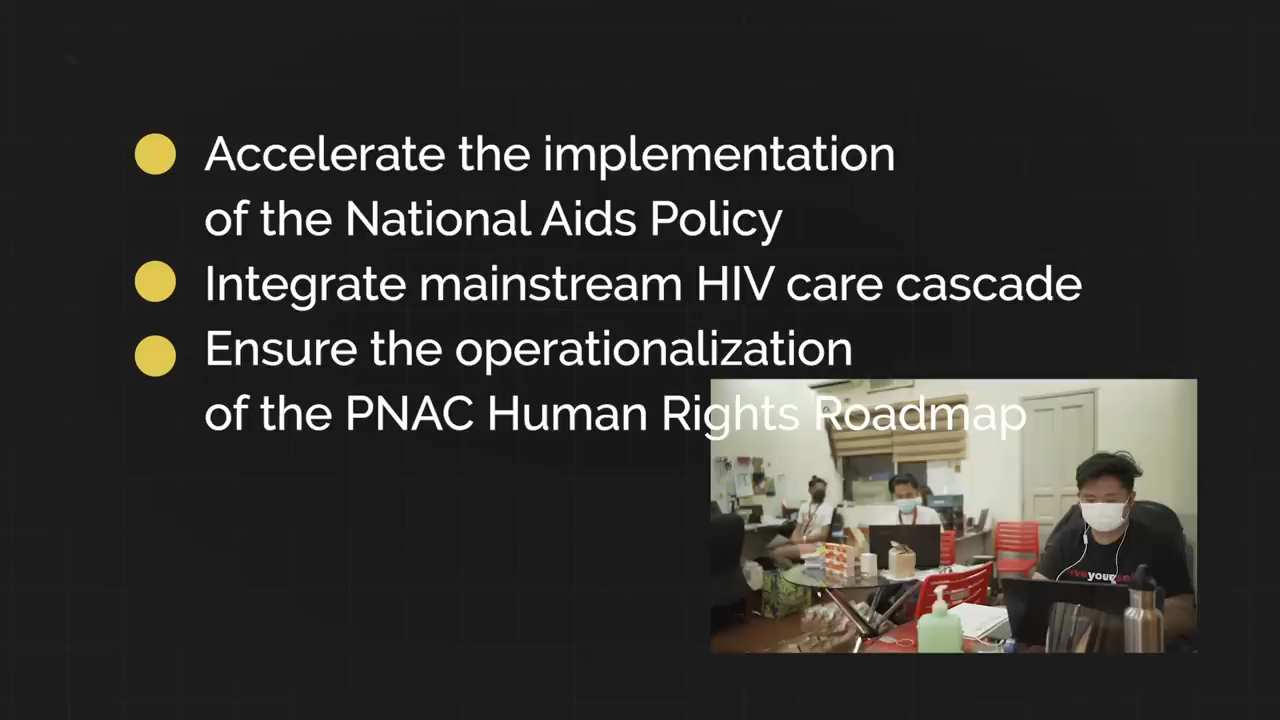 Accelerate the implementation
of the National Aids Policy
Integrate mainstream HIV care cascade
Ensure the operationalization
of the PNAC Human Rights Roadmap